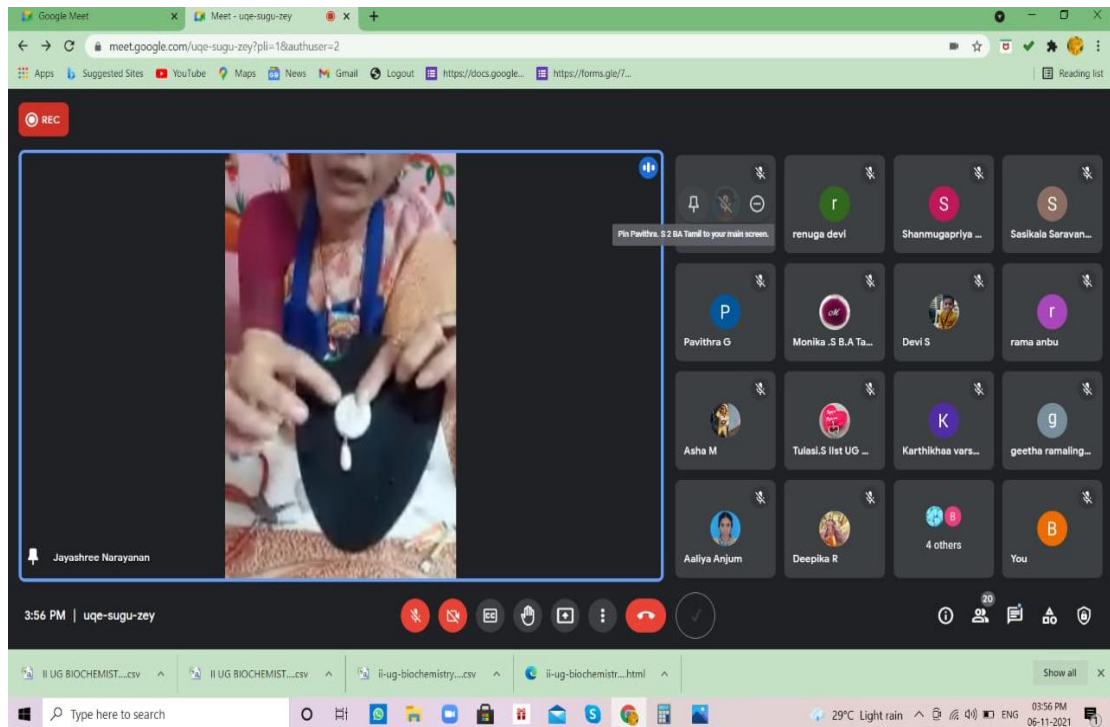 Google Meet
Meet - uqe-sugu-zey
meet.google.com/uqe-sugu-zey?pli=1&authuser=2
Apps Suggested Sites YouTube Maps News Gmail Logout https://docs.google... https://forms.gle/7... Reading list
REC
Pin Pavithra. S 2 BA Tamil to your main screen.
renuga devi
Shanmugapriya ...
Sasikala Saravan...
Pavithra G
Monika .S B.A Ta...
Devi S
rama anbu
Asha M
Tulasi.S IIst UG ...
Karthikhaa vars...
geetha ramaling...
Aaliya Anjum
Deepika R
4 others
You
r
S
S
P
r
K
g
B
B
Jayashree Narayanan
3:56 PM | uqe-sugu-zey
20
II UG BIOCHEMIST....csv
II UG BIOCHEMIST....csv
ii-ug-biochemistry....csv
ii-ug-biochemistr....html
Show all
Type here to search
29°C Light rain
ENG
03:56 PM
06-11-2021